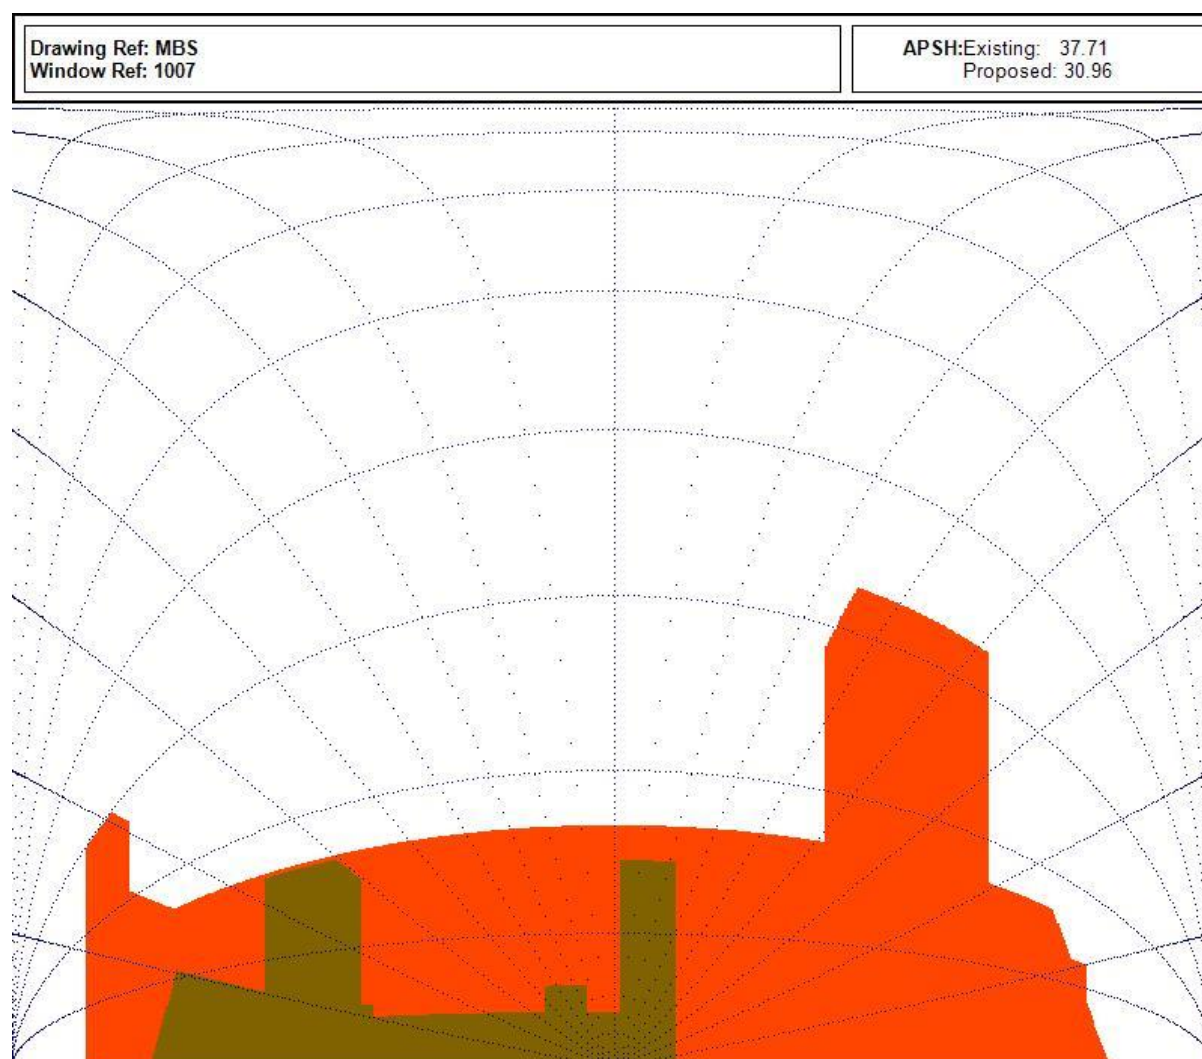 Drawing Ref: MBS
Window Ref: 1007
APSH:Existing: 37.71
Proposed: 30.96